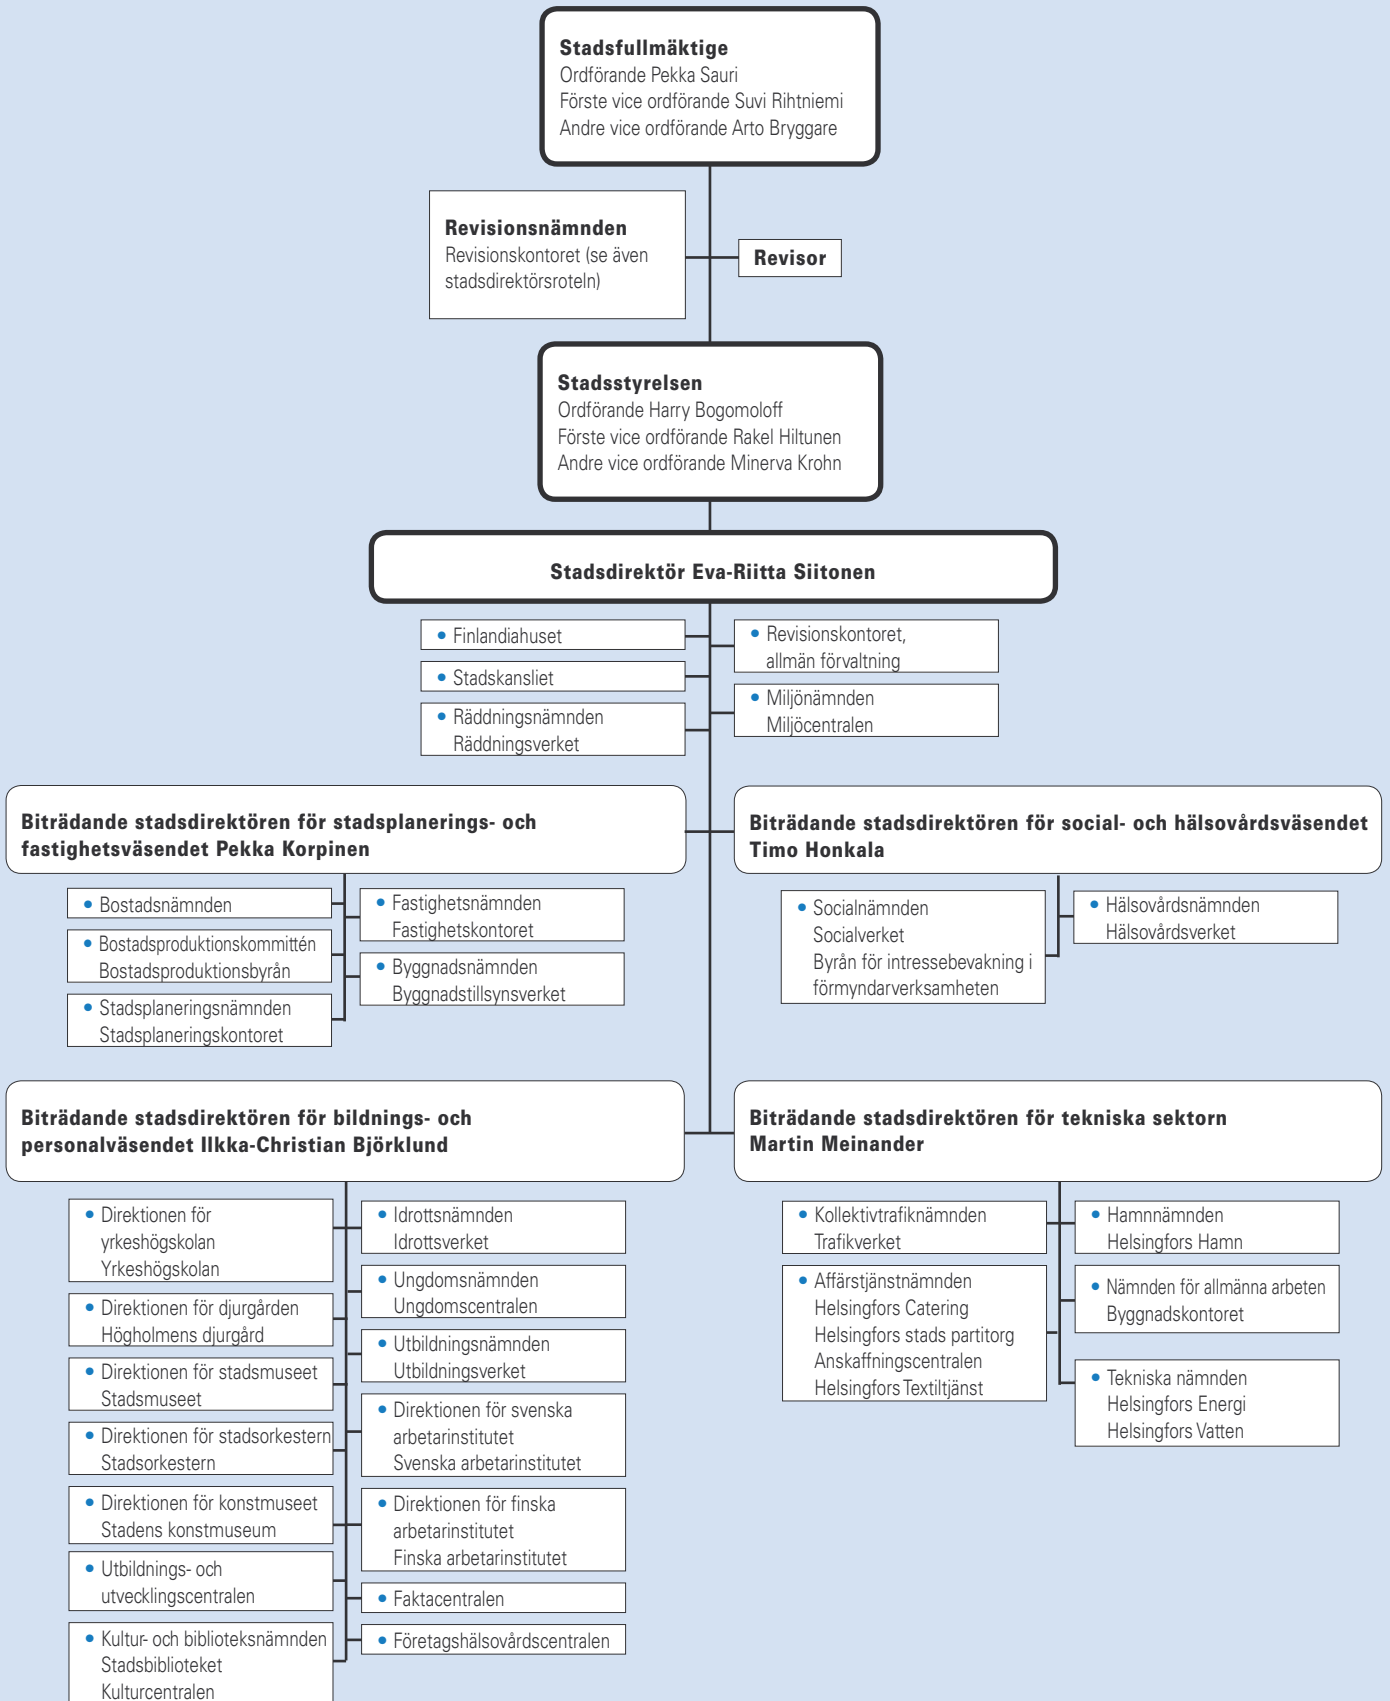 Stadsfullmäktige
Ordförande Pekka Sauri
Förste vice ordförande Suvi Rihtniemi
Andre vice ordförande Arto Bryggare
Revisionsnämnden
Revisionskontoret (se även
stadsdirektörsroteln)
Revisor
Stadsstyrelsen
Ordförande Harry Bogomoloff
Förste vice ordförande Rakel Hiltunen
Andre vice ordförande Minerva Krohn
Stadsdirektör Eva-Riitta Siitonen
• Finlandiahuset
• Stadskansliet
• Räddningsnämnden
Räddningsverket
• Revisionskontoret,
allmän förvaltning
• Miljönämnden
Miljöcentralen
Biträdande stadsdirektören för stadsplanerings- och
fastighetsväsendet Pekka Korpinen
• Bostadsnämnden
• Bostadsproduktionskommittén
Bostadsproduktionsbyrån
• Stadsplaneringsnämnden
Stadsplaneringskontoret
• Fastighetsnämnden
Fastighetskontoret
• Byggnadsnämnden
Byggnadstillsynsverket
Biträdande stadsdirektören för social- och hälsovårdsväsendet
Timo Honkala
• Socialnämnden
Socialverket
Byrån för intressebevakning i
förmyndarverksamheten
• Hälsovårdsnämnden
Hälsovårdsverket
Biträdande stadsdirektören för bildnings- och
personalväsendet Ilkka-Christian Björklund
• Direktionen för
yrkeshögskolan
Yrkeshögskolan
• Direktionen för djurgården
Högholmens djurgård
• Direktionen för stadsmuseet
Stadsmuseet
• Direktionen för stadsorkestern
Stadsorkestern
• Direktionen för konstmuseet
Stadens konstmuseum
• Utbildnings- och
utvecklingscentralen
• Kultur- och biblioteksnämnden
Stadsbiblioteket
Kulturcentralen
• Idrottsnämnden
Idrottsverket
• Ungdomsnämnden
Ungdomscentralen
• Utbildningsnämnden
Utbildningsverket
• Direktionen för svenska
arbetarinstitutet
Svenska arbetarinstitutet
• Direktionen för finska
arbetarinstitutet
Finska arbetarinstitutet
• Faktacentralen
• Företagshälsovårdscentralen
Biträdande stadsdirektören för tekniska sektorn
Martin Meinander
• Kollektivtrafiknämnden
Trafikverket
• Affärstjänstnämnden
Helsingfors Catering
Helsingfors stads partitorg
Anskaffningscentralen
Helsingfors Textiltjänst
• Hamnnämnden
Helsingfors Hamn
• Nämnden för allmänna arbeten
Byggnadskontoret
• Tekniska nämnden
Helsingfors Energi
Helsingfors Vatten